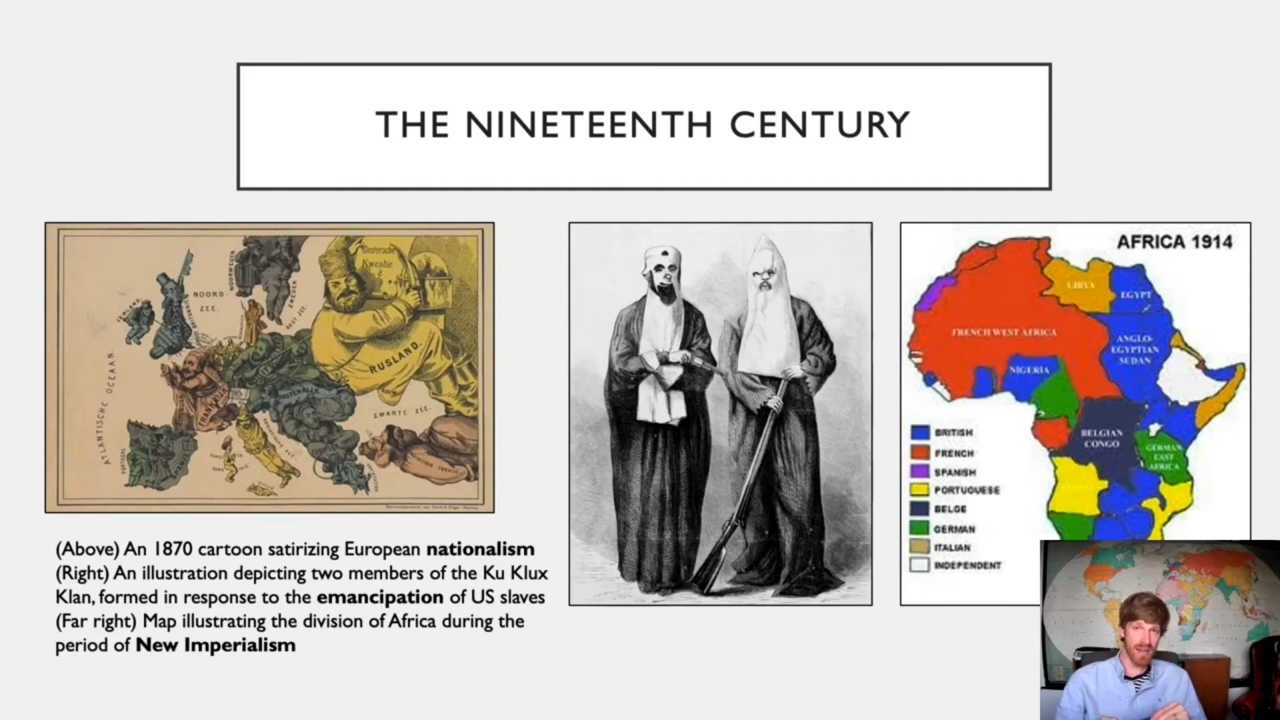 THE NINETEENTH CENTURY
Oostersche
Kwestie
NOORWEGEN
NOORD-
ZEE.
RUSLAND.
ATLANTISCHE OCEAAN.
ZWARTE ZEE.
(Above) An 1870 cartoon satirizing European nationalism
(Right) An illustration depicting two members of the Ku Klux
Klan, formed in response to the emancipation of US slaves
(Far right) Map illustrating the division of Africa during the
period of New Imperialism
AFRICA 1914
LIBYA
EGYPT
FRENCH WEST AFRICA
ANGLO-
EGYPTIAN
SUDAN
NIGERIA
BELGIAN
CONGO
GERMAN
EAST
AFRICA
BRITISH
FRENCH
SPANISH
PORTUGUESE
BELGE
GERMAN
ITALIAN
INDEPENDENT